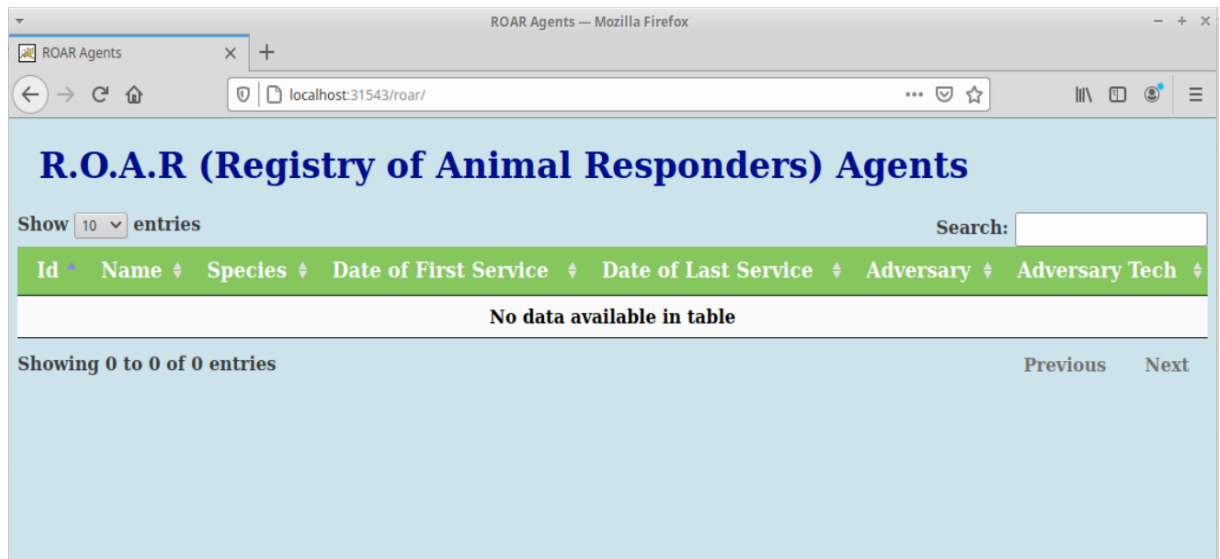 ROAR Agents — Mozilla Firefox
ROAR Agents
localhost:31543/roar/
R.O.A.R (Registry of Animal Responders) Agents
Show 10 entries Search:
Id Name Species Date of First Service Date of Last Service Adversary Adversary Tech
No data available in table
Showing 0 to 0 of 0 entries Previous Next